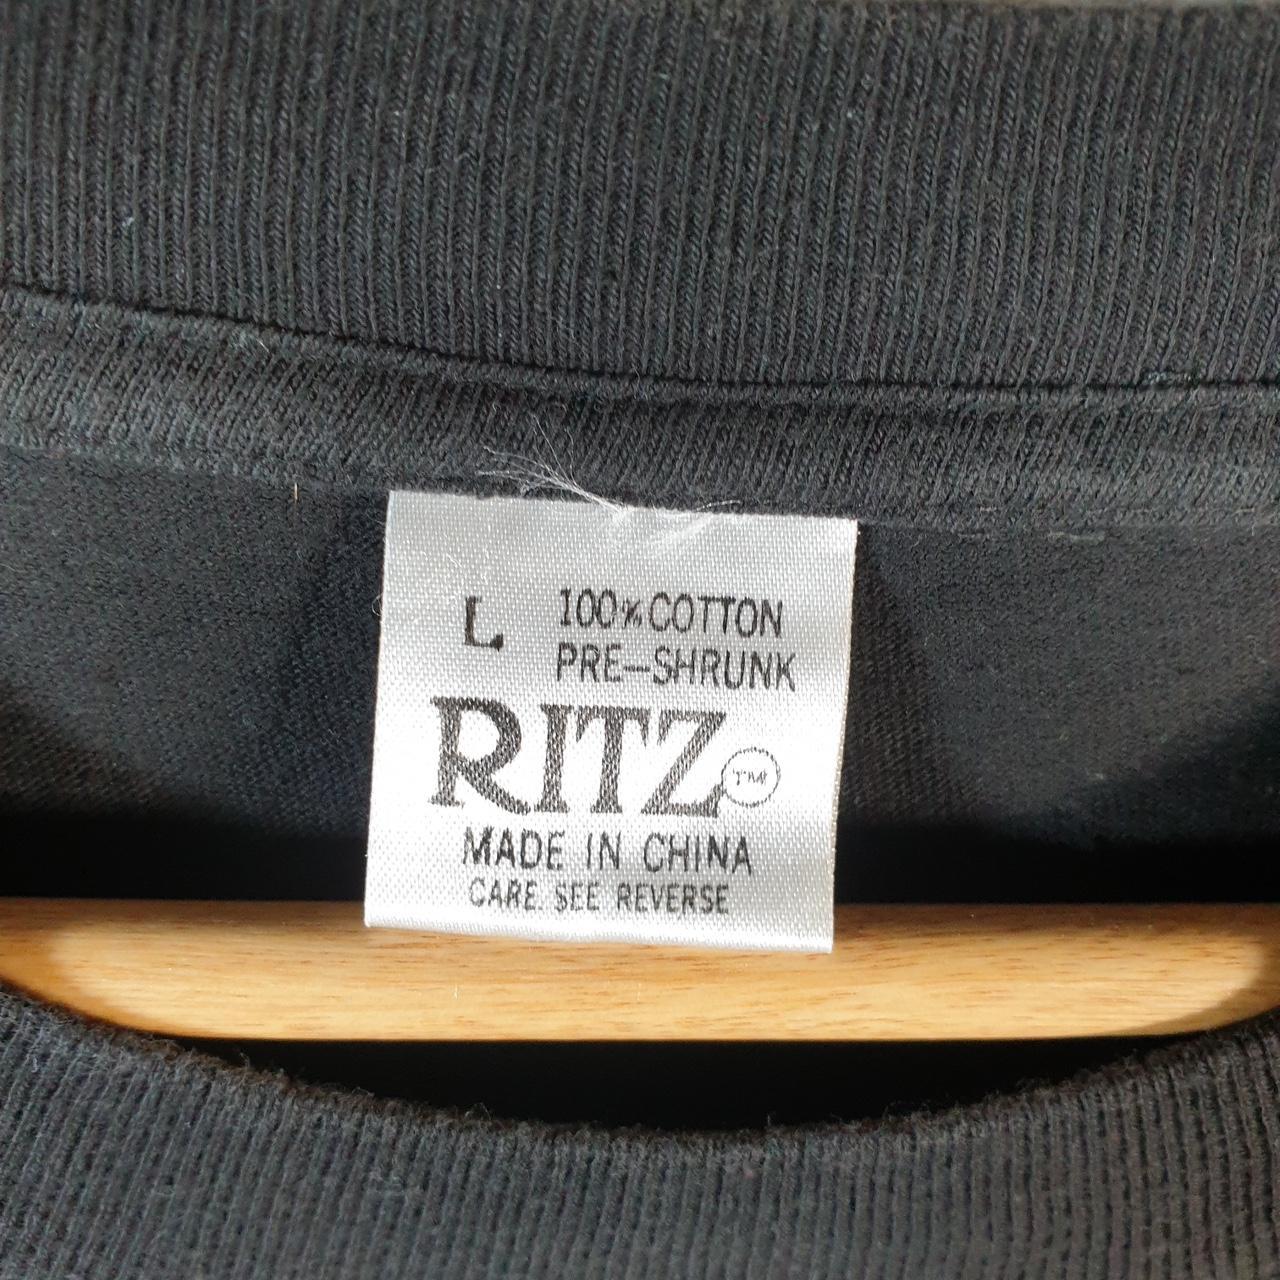 L 100% COTTON
PRE-SHRUNK
RITZ TM
MADE IN CHINA
CARE. SEE REVERSE